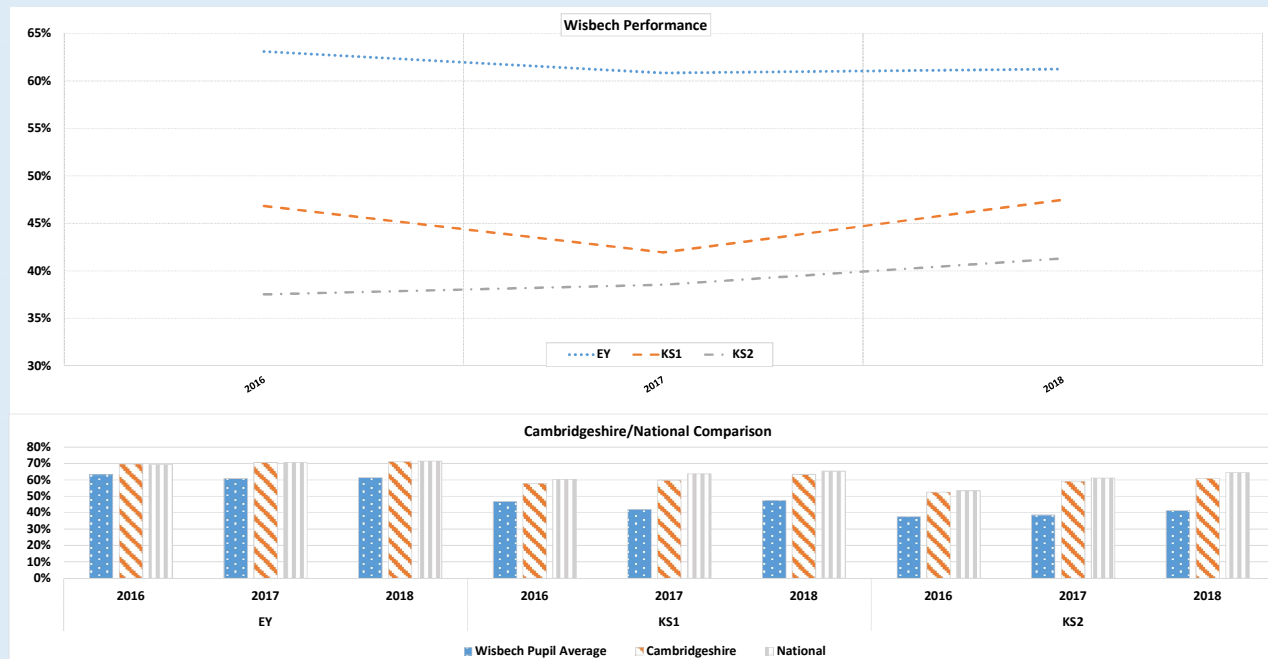 Wisbech Performance
65%
60%
55%
50%
45%
40%
35%
30%
EY KS1 KS2
2016 2017 2018
Cambridgeshire/National Comparison
80%
70%
60%
50%
40%
30%
20%
10%
0%
2016 2017 2018 2016 2017 2018 2016 2017 2018
EY KS1 KS2
Wisbech Pupil Average Cambridgeshire National